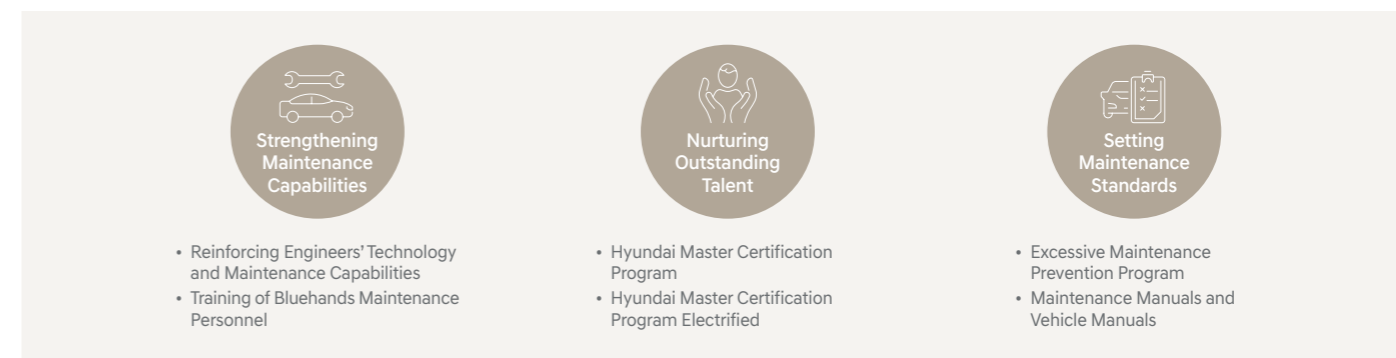 Strengthening
Maintenance
Capabilities
• Reinforcing Engineers' Technology
and Maintenance Capabilities
• Training of Bluehands Maintenance
Personnel
Nurturing
Outstanding
Talent
• Hyundai Master Certification
Program
• Hyundai Master Certification
Program Electrified
Setting
Maintenance
Standards
• Excessive Maintenance
Prevention Program
• Maintenance Manuals and
Vehicle Manuals